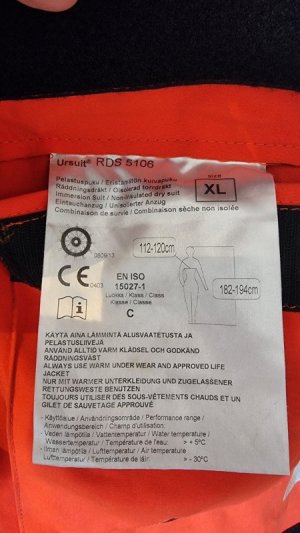 Ursuit® RDS 5106
Pelastuspuku / Eristämätön kuivapuku
Räddningsdräkt / Oisolerad torrdräkt
Immersion Suit / Non-insulated dry suit
Eintauchanzug / Unisolierter Anzug
Combinaison de survie / Combinaison sèche non isolée
SIZE
XL
0809/13
CE 0403
EN ISO
15027-1
Luokka / Klass / Class
Klasse / Classe
C
112-120cm
182-194cm
KÄYTÄ AINA LÄMMINTÄ ALUSVAATETUSTA JA
PELASTUSLIIVEJÄ
ANVÄND ALLTID VARM KLÄDSEL OCH GODKÄND
RÄDDNINGSVÄST
ALWAYS USE WARM UNDER WEAR AND APPROVED LIFE
JACKET
NUR MIT WARMER UNTERKLEIDUNG UND ZUGELASSENER
RETTUNGSWESTE BENUTZEN
TOUJOURS UTILISER DES SOUS-VÊTEMENTS CHAUDS ET UN
GILET DE SAUVETAGE APPROUVÉ
- Käyttöalue / Användningsområde / Performance range /
Anwendungsbereich / Champ d'utilisation:
- Veden lämpötila / Vattentemperatur / Water temperature /
Wassertemperatur / Température de l'eau: > + 5°C
- Ilman lämpötila / Lufttemperatur / Air temperature
Lufttemperatur / Température de láir: > - 30°C